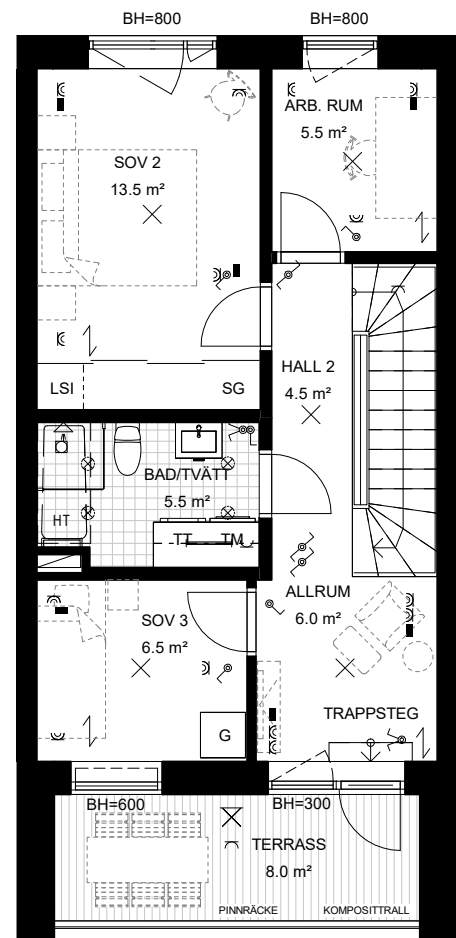 BH=800
BH=800
ARB. RUM
5.5 m²
SOV 2
13.5 m²
HALL 2
4.5 m²
LSI
SG
BAD/TVÄTT
5.5 m²
HT
TT
TM
ALLRUM
6.0 m²
SOV 3
6.5 m²
G
TRAPPSTEG
BH=600
BH=300
TERRASS
8.0 m²
PINNRÄCKE
KOMPOSITTRALL